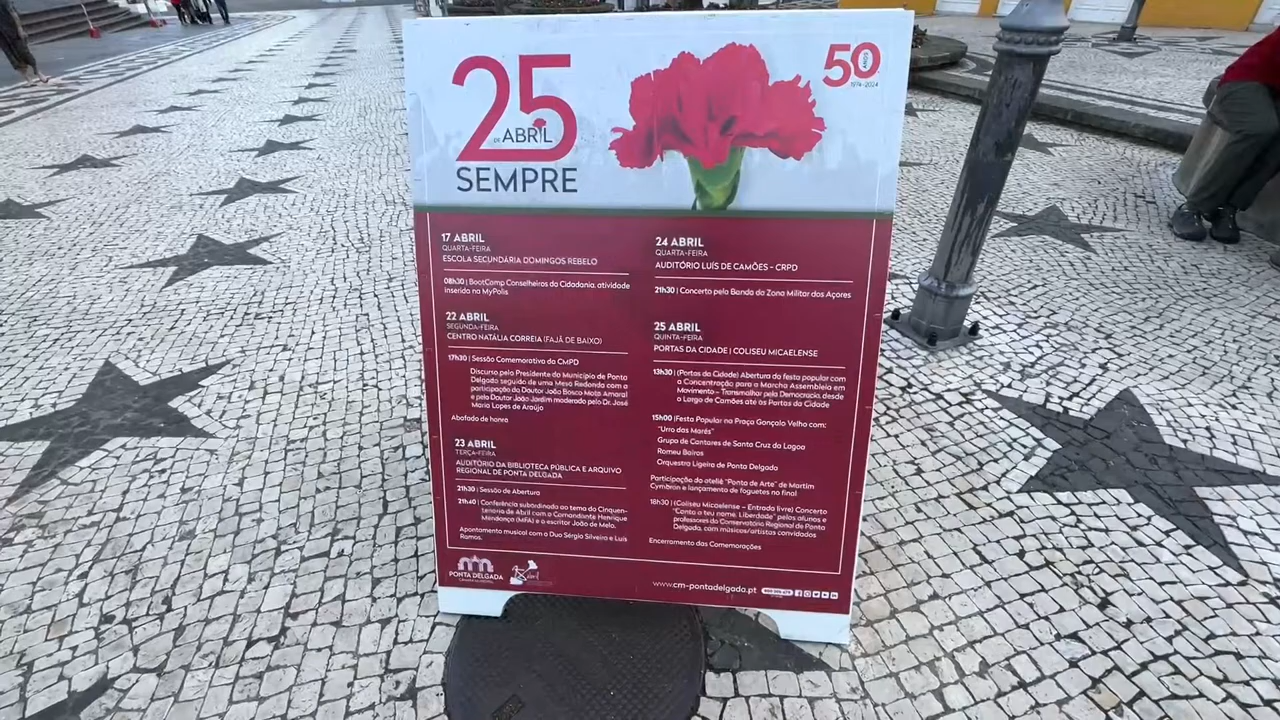 25
DE ABRIL
SEMPRE
50
ANOS
1974-2024
17 ABRIL
QUARTA-FEIRA
ESCOLA SECUNDÁRIA DOMINGOS REBELO
08h30 | BootCamp Conselheiros da Cidadania, atividade
inserida na MyPolis
22 ABRIL
SEGUNDA-FEIRA
CENTRO NATÁLIA CORREIA (FAJÃ DE BAIXO)
17h30 | Sessão Comemorativa da CMPD
Discurso pelo Presidente do Município de Ponta
Delgada seguido de uma Mesa Redonda com a
participação do Doutor João Bosco Mota Amaral
e pelo Doutor João Jardim moderado pelo Dr. José
Maria Lopes de Araújo
Abafado de honra
23 ABRIL
TERÇA-FEIRA
AUDITÓRIO DA BIBLIOTECA PÚBLICA E ARQUIVO
REGIONAL DE PONTA DELGADA
21h30 | Sessão de Abertura
21h40 | Conferência subordinada ao tema do Cinquen-
tenário de Abril com o Comandante Henrique
Mendonça (MFA) e o escritor João de Melo.
Apontamento musical com o Duo Sérgio Silveira e Luís
Ramos.
24 ABRIL
QUARTA-FEIRA
AUDITÓRIO LUÍS DE CAMÕES - CRPD
21h30 | Concerto pela Banda da Zona Militar dos Açores
25 ABRIL
QUINTA-FEIRA
PORTAS DA CIDADE | COLISEU MICAELENSE
13h30 | (Portas da Cidade) Abertura da festa popular com
a Concentração para a Marcha Assembleia em
Movimento – Transmalhar pela Democracia, desde
o Largo de Camões até às Portas da Cidade
15h00 | Festa Popular na Praça Gonçalo Velho com:
"Urro das Marés"
Grupo de Cantares de Santa Cruz da Lagoa
Romeu Bairos
Orquestra Ligeira de Ponta Delgada
Participação do ateliê "Ponta de Arte" de Martim
Cymbron e lançamento de foguetes no final
18h30 | (Coliseu Micaelense – Entrada livre) Concerto
"Canto o teu nome, Liberdade" pelos alunos e
professores do Conservatório Regional de Ponta
Delgada, com músicos/artistas convidados
Encerramento das Comemorações
PONTA DELGADA
CÂMARA MUNICIPAL
abril
www.cm-pontadelgada.pt